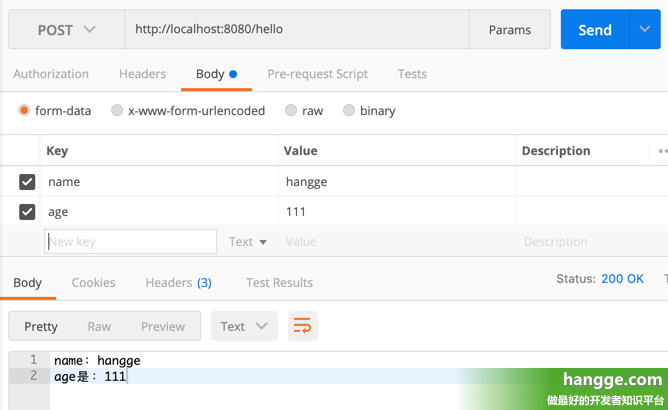 POST http://localhost:8080/hello Params Send
Authorization Headers Body Pre-request Script Tests
form-data x-www-form-urlencoded raw binary
Key Value Description
name hangge
age 111
New key Text Value Description
Body Cookies Headers (3) Test Results Status: 200 OK
Pretty Raw Preview Text
1 name：hangge
2 age是：111
hangge.com
做最好的开发者知识平台